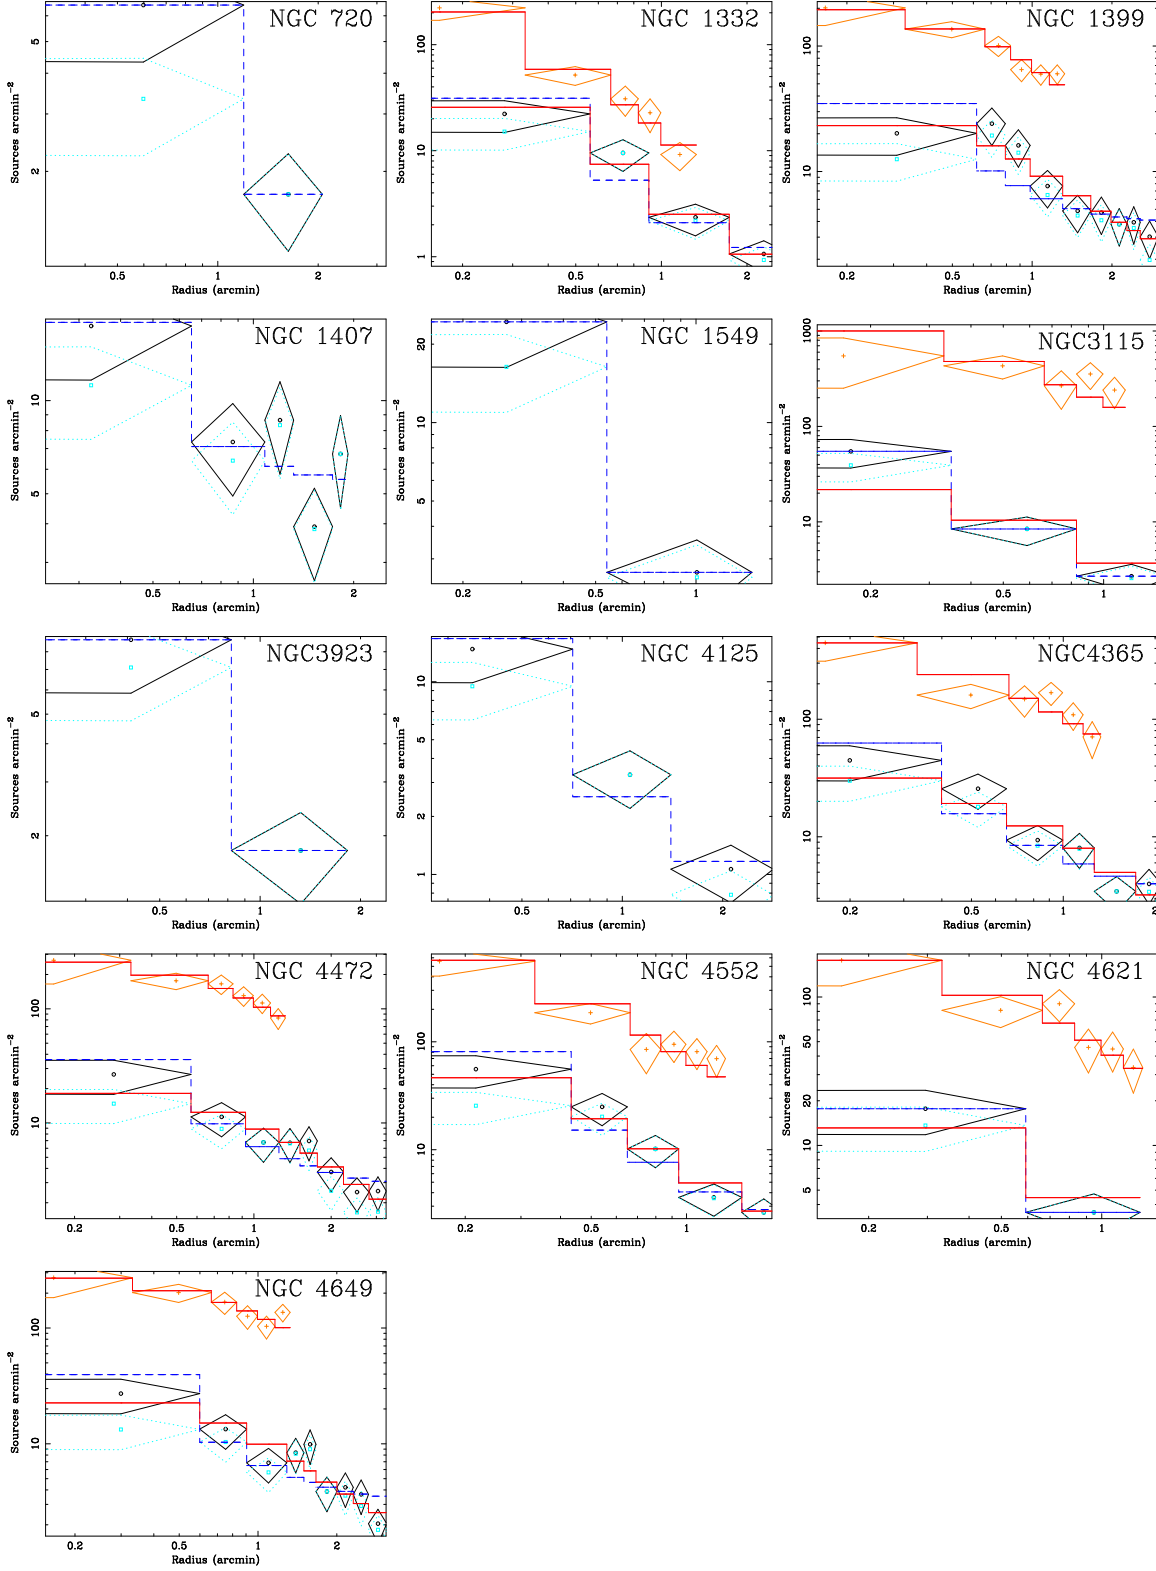 NGC 720
Sources arcmin⁻²
5
2
0.5 1 2
Radius (arcmin)
NGC 1332
Sources arcmin⁻²
100
10
1
0.2 0.5 1 2
Radius (arcmin)
NGC 1399
Sources arcmin⁻²
100
10
0.2 0.5 1 2
Radius (arcmin)
NGC 1407
Sources arcmin⁻²
10
5
0.5 1 2
Radius (arcmin)
NGC 1549
Sources arcmin⁻²
20
10
5
0.2 0.5 1
Radius (arcmin)
NGC3115
Sources arcmin⁻²
1000
100
10
0.2 0.5 1
Radius (arcmin)
NGC3923
Sources arcmin⁻²
5
2
0.5 1 2
Radius (arcmin)
NGC 4125
Sources arcmin⁻²
10
5
2
1
0.5 1 2
Radius (arcmin)
NGC4365
Sources arcmin⁻²
100
10
0.2 0.5 1 2
Radius (arcmin)
NGC 4472
Sources arcmin⁻²
100
10
0.2 0.5 1 2
Radius (arcmin)
NGC 4552
Sources arcmin⁻²
100
10
0.2 0.5 1
Radius (arcmin)
NGC 4621
Sources arcmin⁻²
100
50
20
10
5
0.2 0.5 1
Radius (arcmin)
NGC 4649
Sources arcmin⁻²
100
10
0.2 0.5 1 2
Radius (arcmin)